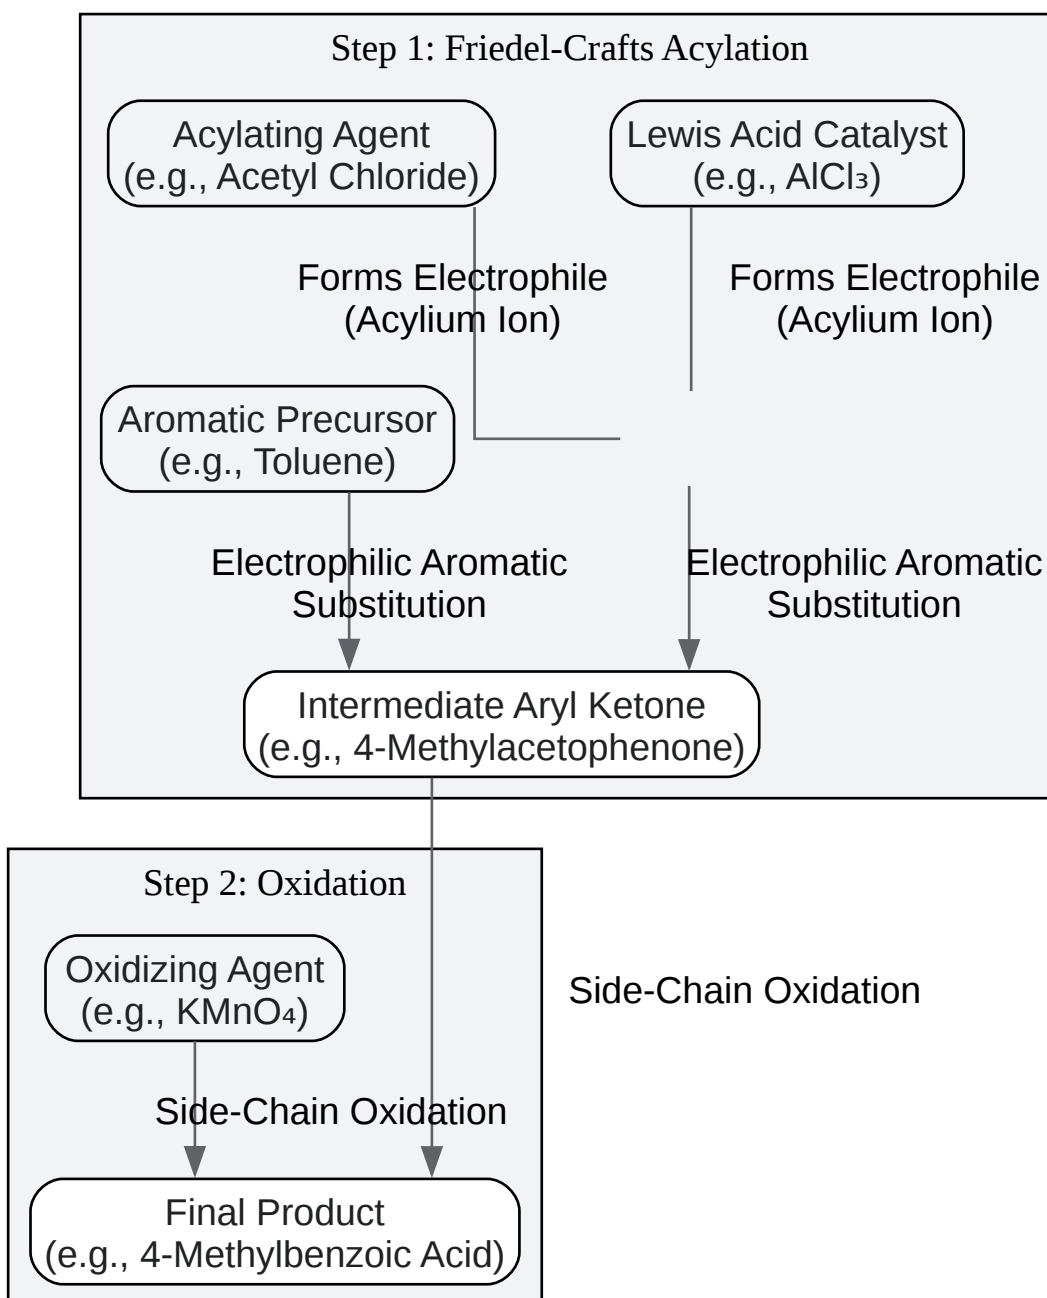 Step 1: Friedel-Crafts Acylation
Acylating Agent
(e.g., Acetyl Chloride)
Lewis Acid Catalyst
(e.g., AlCl₃)
Forms Electrophile
(Acylium Ion)
Forms Electrophile
(Acylium Ion)
Aromatic Precursor
(e.g., Toluene)
Electrophilic Aromatic
Substitution
Electrophilic Aromatic
Substitution
Intermediate Aryl Ketone
(e.g., 4-Methylacetophenone)
Step 2: Oxidation
Oxidizing Agent
(e.g., KMnO₄)
Side-Chain Oxidation
Side-Chain Oxidation
Final Product
(e.g., 4-Methylbenzoic Acid)